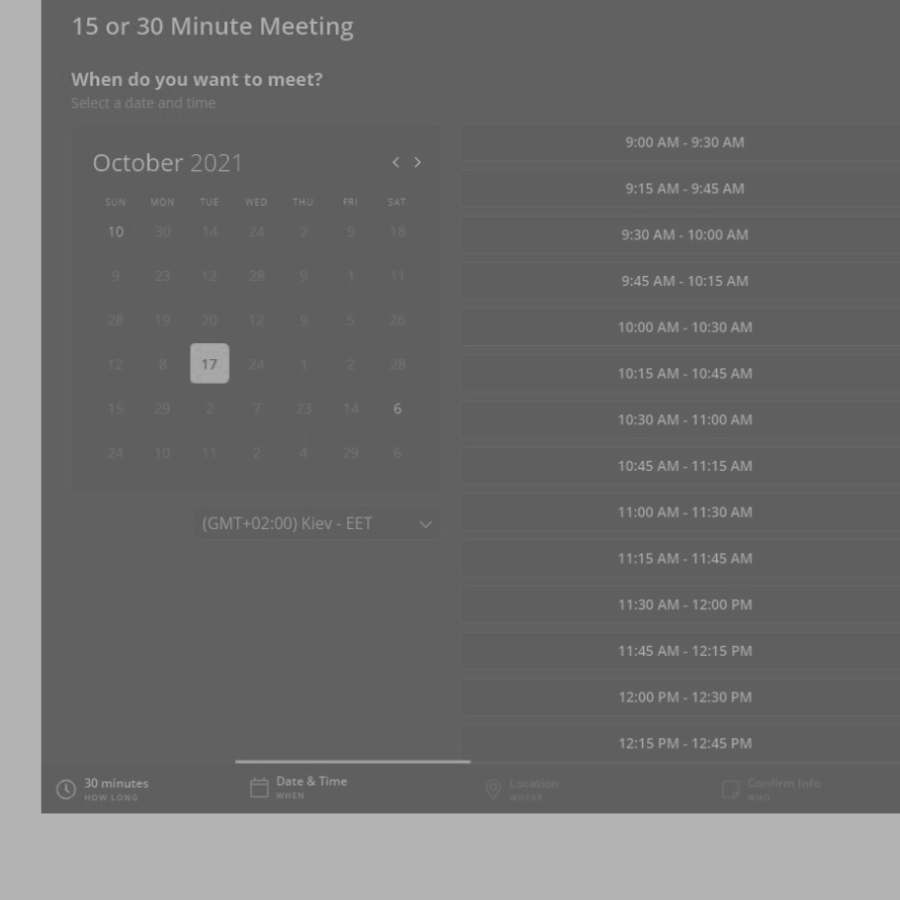 15 or 30 Minute Meeting
When do you want to meet?
Select a date and time
October 2021
SUN MON TUE WED THU FRI SAT
10 30 14 24 2 9 18
9 23 12 28 9 1 11
28 19 20 12 9 5 26
12 8 17 24 1 2 28
15 29 2 7 23 14 6
24 10 11 2 4 29 6
(GMT+02:00) Kiev - EET
9:00 AM - 9:30 AM
9:15 AM - 9:45 AM
9:30 AM - 10:00 AM
9:45 AM - 10:15 AM
10:00 AM - 10:30 AM
10:15 AM - 10:45 AM
10:30 AM - 11:00 AM
10:45 AM - 11:15 AM
11:00 AM - 11:30 AM
11:15 AM - 11:45 AM
11:30 AM - 12:00 PM
11:45 AM - 12:15 PM
12:00 PM - 12:30 PM
12:15 PM - 12:45 PM
30 minutes
HOW LONG
Date & Time
WHEN
Location
WHERE
Confirm Info
WHO